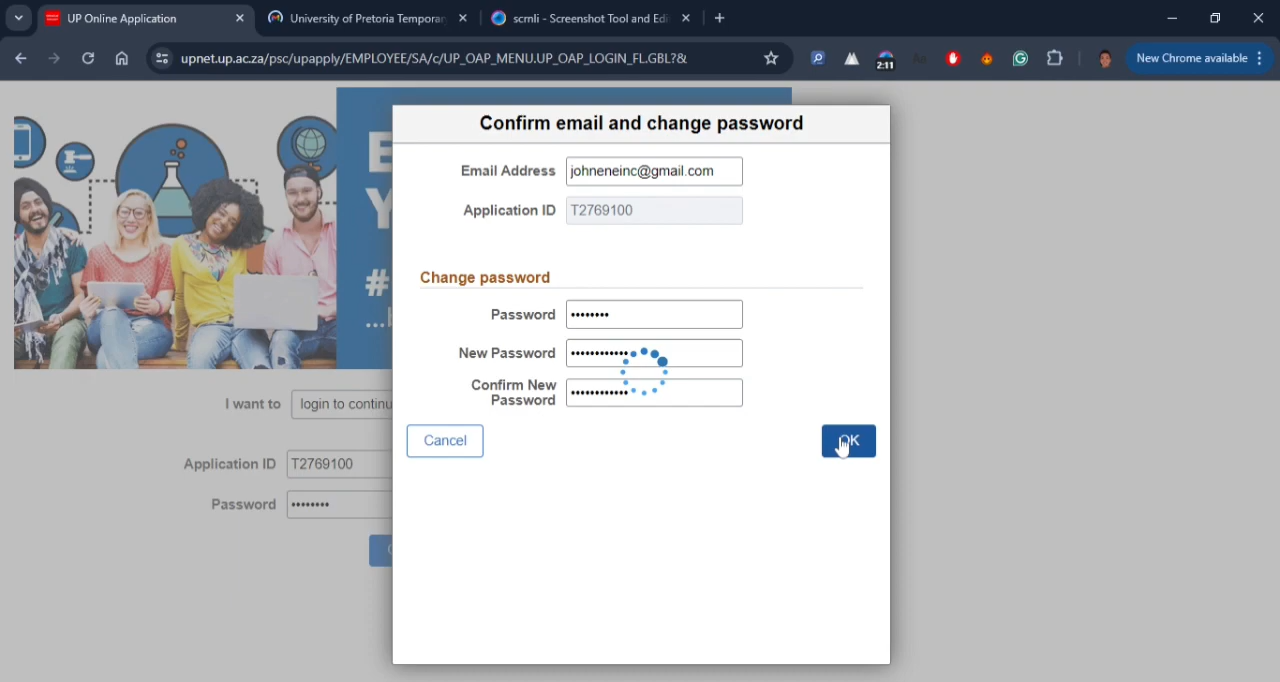 UP Online Application
University of Pretoria Temporar
scrnli - Screenshot Tool and Edi
upnet.up.ac.za/psc/upapply/EMPLOYEE/SA/c/UP_OAP_MENU.UP_OAP_LOGIN_FL.GBL?&
2:11
New Chrome available
Confirm email and change password
Email Address johneneinc@gmail.com
Application ID T2769100
Change password
Password ••••••••
New Password ••••••••••••
Confirm New
Password ••••••••••••
Cancel
OK
E
Y
#
I want to login to continu
Application ID T2769100
Password ••••••••